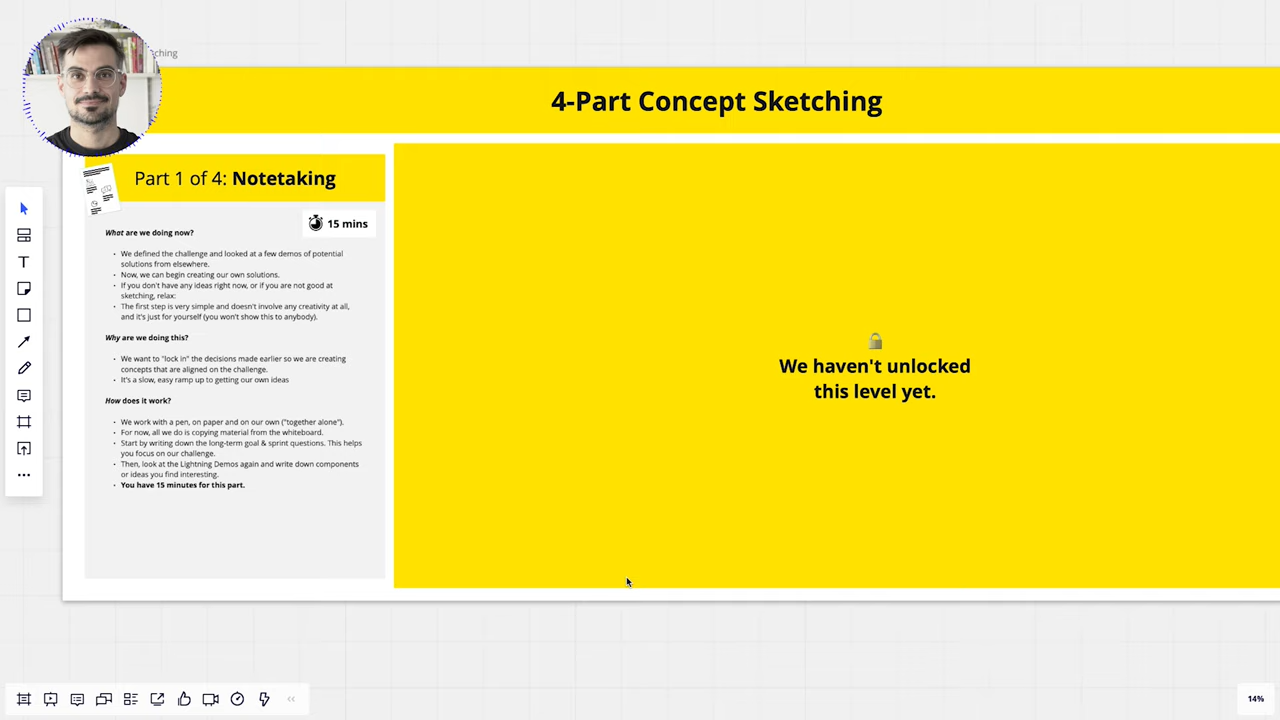 ching
4-Part Concept Sketching
Part 1 of 4: Notetaking
15 mins
What are we doing now?
• We defined the challenge and looked at a few demos of potential
solutions from elsewhere.
• Now, we can begin creating our own solutions.
• If you don't have any ideas right now, or if you are not good at
sketching, relax:
• The first step is very simple and doesn't involve any creativity at all,
and it's just for yourself (you won't show this to anybody).
Why are we doing this?
• We want to "lock in" the decisions made earlier so we are creating
concepts that are aligned on the challenge.
• It's a slow, easy ramp up to getting our own ideas
How does it work?
• We work with a pen, on paper and on our own ("together alone").
• For now, all we do is copying material from the whiteboard.
• Start by writing down the long-term goal & sprint questions. This helps
you focus on our challenge.
• Then, look at the Lightning Demos again and write down components
or ideas you find interesting.
• You have 15 minutes for this part.
We haven't unlocked
this level yet.
14%